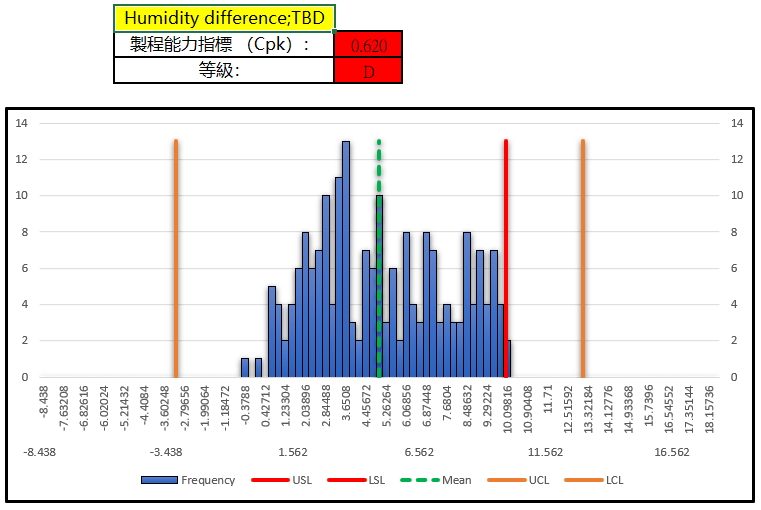 Humidity difference;TBD
製程能力指標 （Cpk）: 0.620
等級: D
14 14
12 12
10 10
8 8
6 6
4 4
2 2
0 0
-8.438 -7.63208 -6.82616 -6.02024 -5.21432 -4.4084 -3.60248 -2.79656 -1.99064 -1.18472 -0.3788 0.42712 1.23304 2.03896 2.84488 3.6508 4.45672 5.26264 6.06856 6.87448 7.6804 8.48632 9.29224 10.09816 10.90408 11.71 12.51592 13.32184 14.12776 14.93368 15.7396 16.54552 17.35144 18.15736
-8.438 -3.438 1.562 6.562 11.562 16.562
Frequency USL LSL Mean UCL LCL